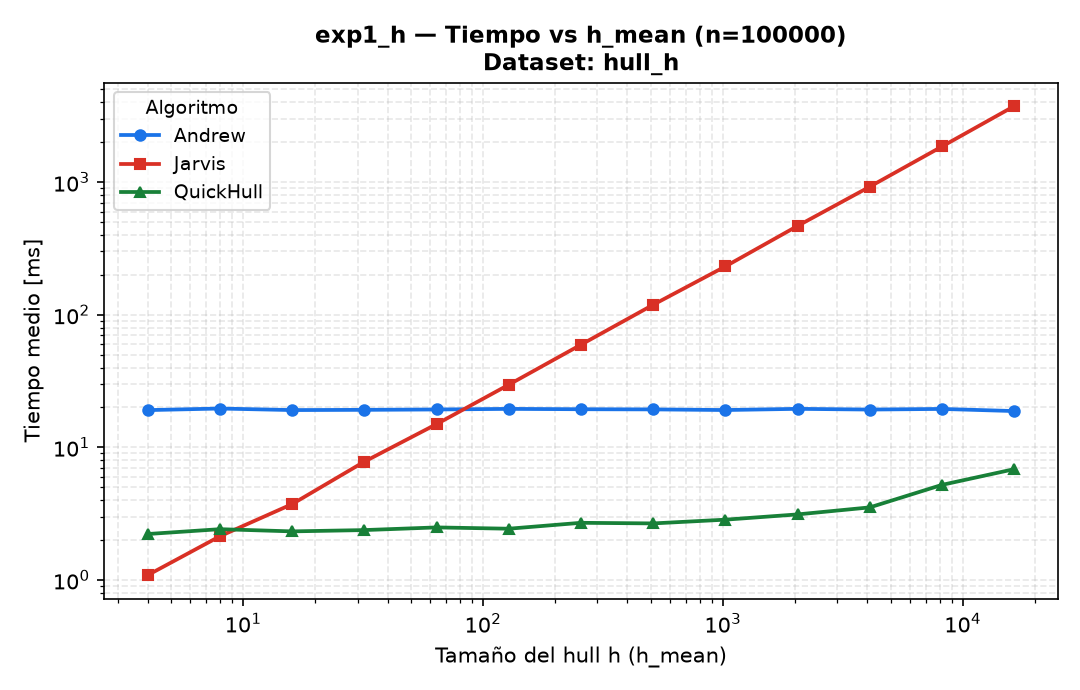 exp1_h — Tiempo vs h_mean (n=100000)
Dataset: hull_h
Algoritmo
Andrew
Jarvis
QuickHull
Tiempo medio [ms]
10³
10²
10¹
10⁰
10¹
10²
10³
10⁴
Tamaño del hull h (h_mean)